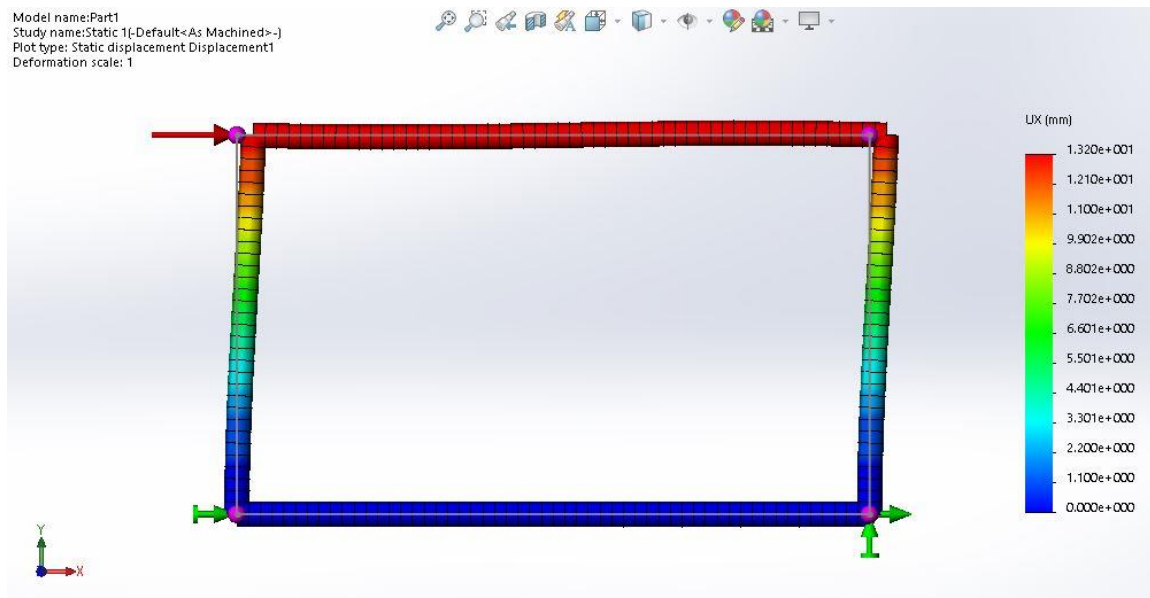 Model name:Part1
Study name:Static 1(-Default<As Machined>-)
Plot type: Static displacement Displacement1
Deformation scale: 1
UX (mm)
1.320e+001
1.210e+001
1.100e+001
9.902e+000
8.802e+000
7.702e+000
6.601e+000
5.501e+000
4.401e+000
3.301e+000
2.200e+000
1.100e+000
0.000e+000
Y
X